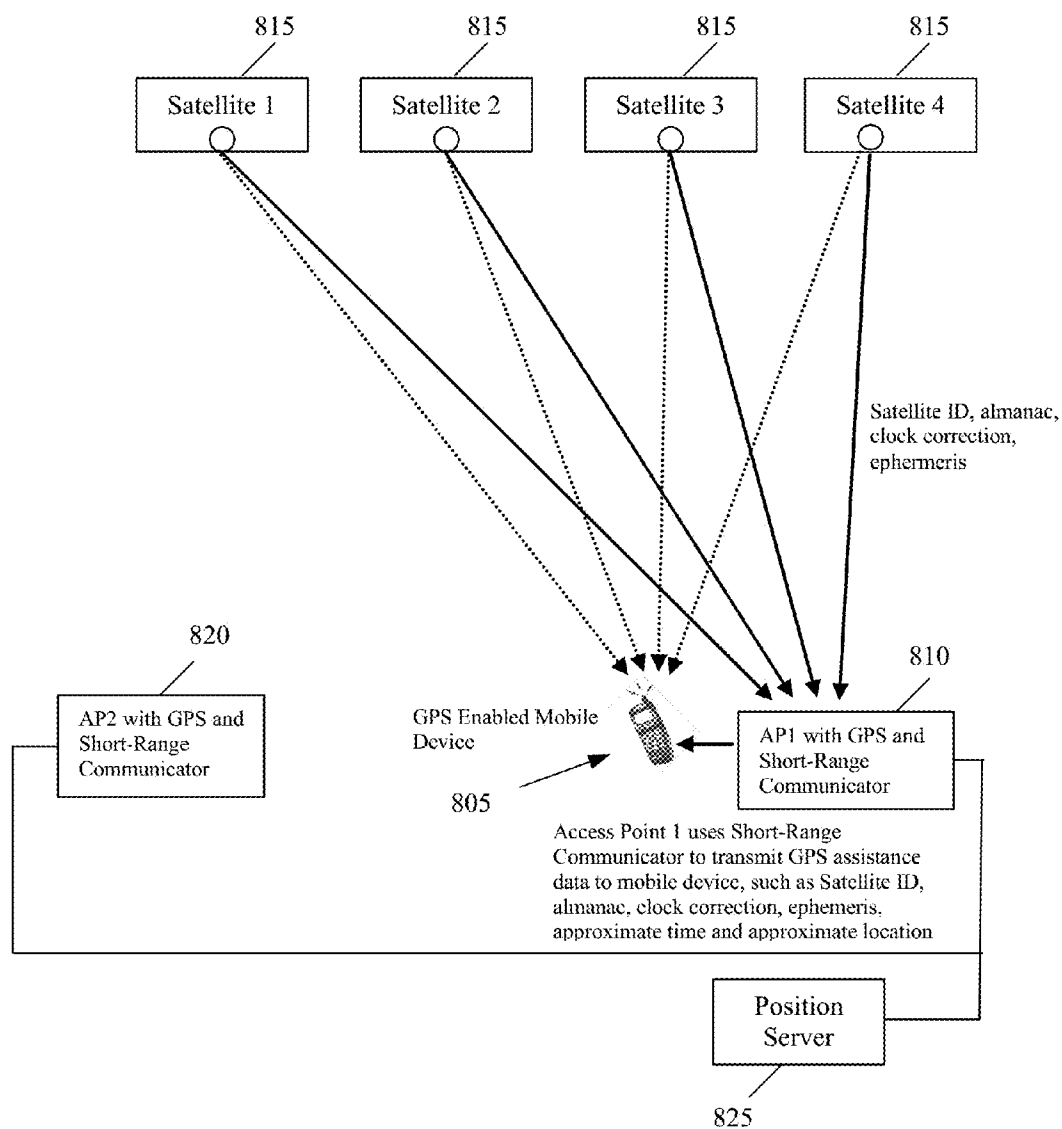 815 815 815 815
Satellite 1 Satellite 2 Satellite 3 Satellite 4
Satellite ID, almanac,
clock correction,
ephermeris
820
AP2 with GPS and
Short-Range
Communicator
GPS Enabled Mobile
Device
805
810
AP1 with GPS and
Short-Range
Communicator
Access Point 1 uses Short-Range
Communicator to transmit GPS assistance
data to mobile device, such as Satellite ID,
almanac, clock correction, ephemeris,
approximate time and approximate location
Position
Server
825